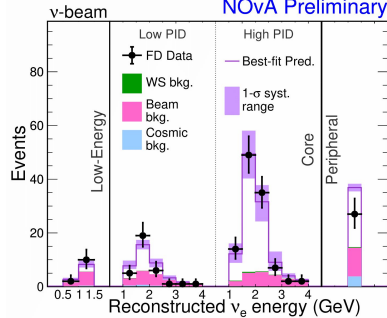 ν-beam
NOvA Preliminary
Low PID
High PID
FD Data
WS bkg.
Beam
bkg.
Cosmic
bkg.
Best-fit Pred.
1-σ syst.
range
Low-Energy
Core
Peripheral
Events
80
60
40
20
0
0.5 1 1.5
1 2 3 4
1 2 3 4
Reconstructed νe energy (GeV)